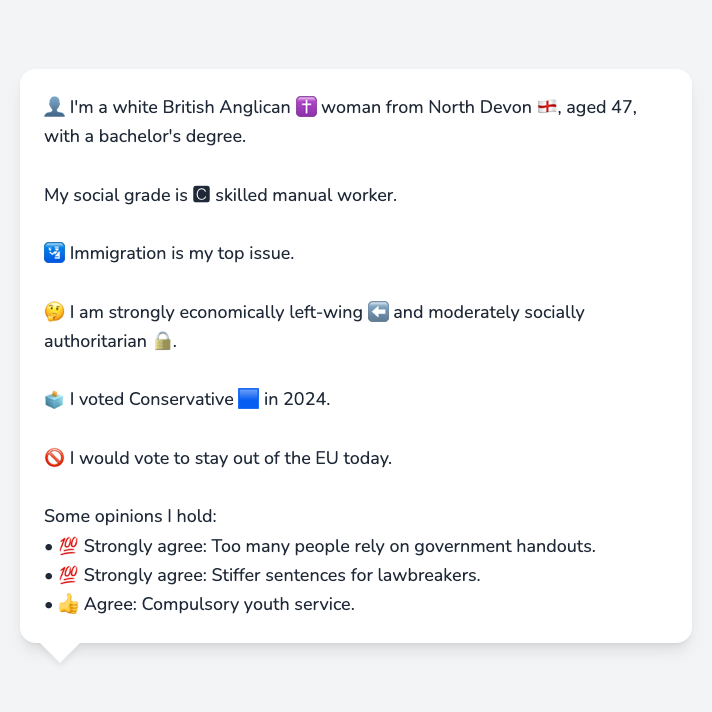 👤 I'm a white British Anglican ✝️ woman from North Devon 🏴󠁧󠁢󠁥󠁮󠁧󠁿, aged 47,
with a bachelor's degree.
My social grade is 🅲 skilled manual worker.
🛂 Immigration is my top issue.
🤔 I am strongly economically left-wing ⬅️ and moderately socially
authoritarian 🔒.
🗳️ I voted Conservative 🟦 in 2024.
🚫 I would vote to stay out of the EU today.
Some opinions I hold:
• 💯 Strongly agree: Too many people rely on government handouts.
• 💯 Strongly agree: Stiffer sentences for lawbreakers.
• 👍 Agree: Compulsory youth service.